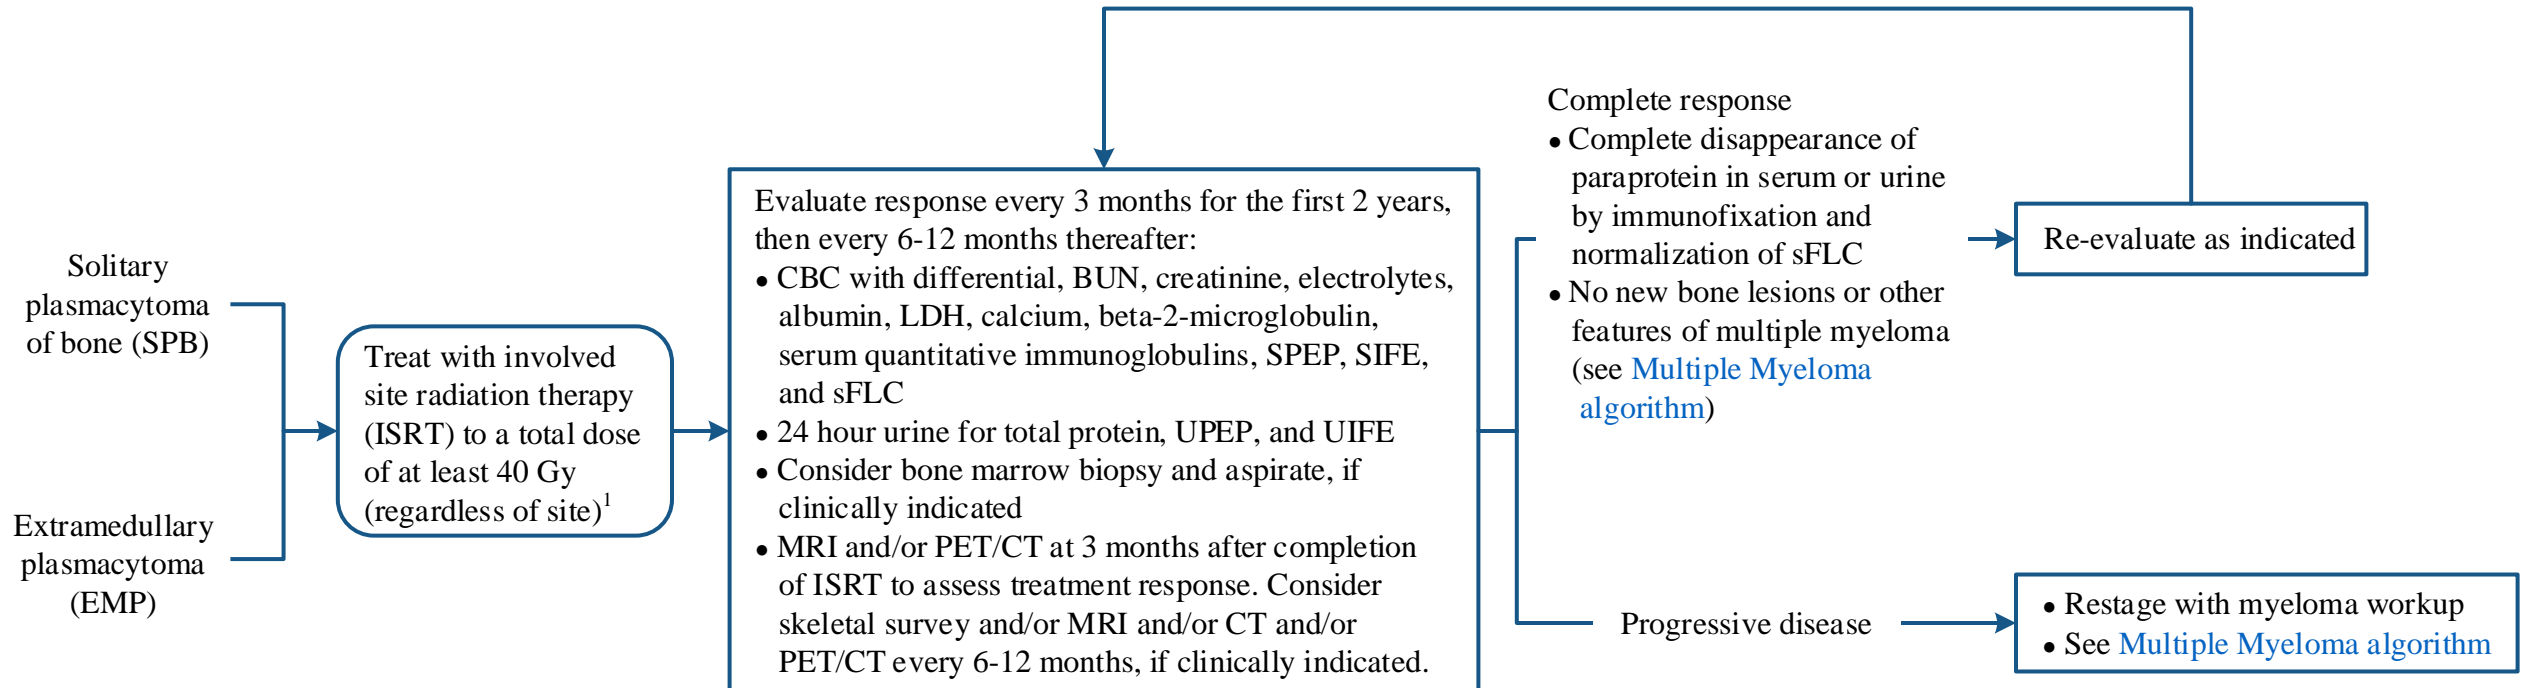 Solitary
plasmacytoma
of bone (SPB)
Extramedullary
plasmacytoma
(EMP)
Treat with involved
site radiation therapy
(ISRT) to a total dose
of at least 40 Gy
(regardless of site)1
Evaluate response every 3 months for the first 2 years,
then every 6-12 months thereafter:
● CBC with differential, BUN, creatinine, electrolytes,
albumin, LDH, calcium, beta-2-microglobulin,
serum quantitative immunoglobulins, SPEP, SIFE,
and sFLC
● 24 hour urine for total protein, UPEP, and UIFE
● Consider bone marrow biopsy and aspirate, if
clinically indicated
● MRI and/or PET/CT at 3 months after completion
of ISRT to assess treatment response. Consider
skeletal survey and/or MRI and/or CT and/or
PET/CT every 6-12 months, if clinically indicated.
Complete response
● Complete disappearance of
paraprotein in serum or urine
by immunofixation and
normalization of sFLC
● No new bone lesions or other
features of multiple myeloma
(see Multiple Myeloma
algorithm)
Re-evaluate as indicated
Progressive disease
● Restage with myeloma workup
● See Multiple Myeloma algorithm